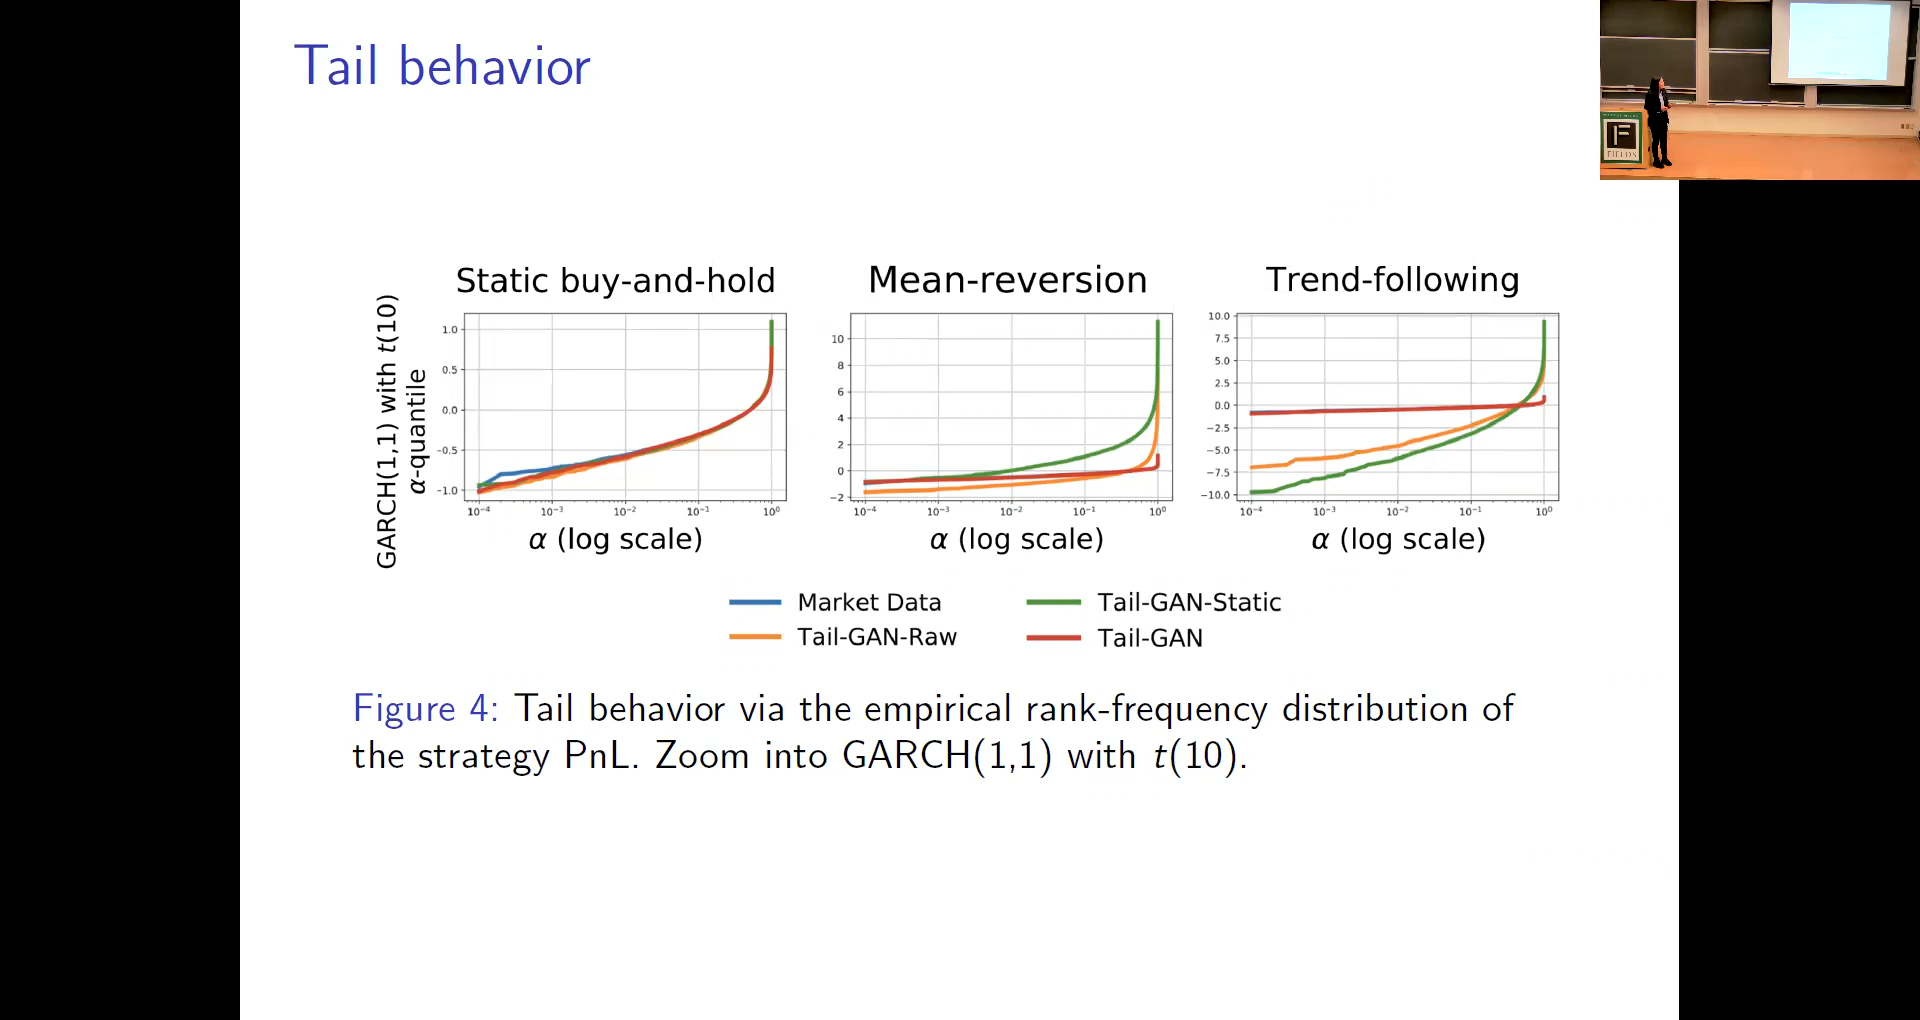 Tail behavior
Static buy-and-hold
Mean-reversion
Trend-following
GARCH(1,1) with t(10)
α-quantile
1.0
0.5
0.0
−0.5
−1.0
10⁻⁴ 10⁻³ 10⁻² 10⁻¹ 10⁰
α (log scale)
10
8
6
4
2
0
−2
10⁻⁴ 10⁻³ 10⁻² 10⁻¹ 10⁰
α (log scale)
10.0
7.5
5.0
2.5
0.0
−2.5
−5.0
−7.5
−10.0
10⁻⁴ 10⁻³ 10⁻² 10⁻¹ 10⁰
α (log scale)
Market Data
Tail-GAN-Raw
Tail-GAN-Static
Tail-GAN
Figure 4: Tail behavior via the empirical rank-frequency distribution of
the strategy PnL. Zoom into GARCH(1,1) with t(10).
FIELDS